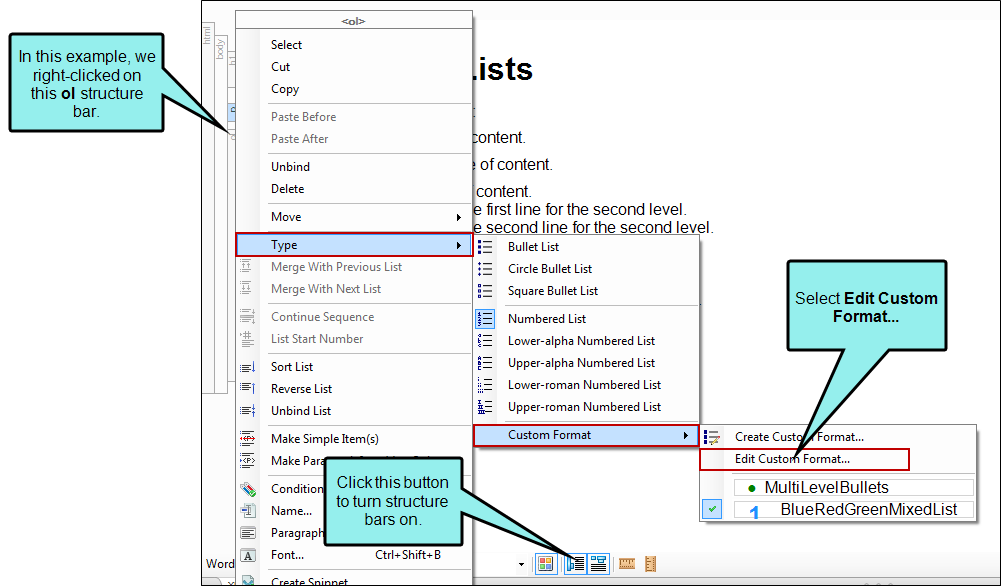 <ol>
html
body
In this example, we
right-clicked on
this ol structure
bar.
Select
Cut
Copy
Paste Before
Paste After
Unbind
Delete
Move
Type
Merge With Previous List
Merge With Next List
Continue Sequence
List Start Number
Sort List
Reverse List
Unbind List
Make Simple Item(s)
Make Para
Condition
Name...
Paragraph
Font... Ctrl+Shift+B
Create Snippet
Lists
content.
e of content.
content.
e first line for the second level.
e second line for the second level.
Bullet List
Circle Bullet List
Square Bullet List
Numbered List
Lower-alpha Numbered List
Upper-alpha Numbered List
Lower-roman Numbered List
Upper-roman Numbered List
Custom Format
Select Edit Custom
Format...
Create Custom Format...
Edit Custom Format...
MultiLevelBullets
1 BlueRedGreenMixedList
Click this button
to turn structure
bars on.
Word